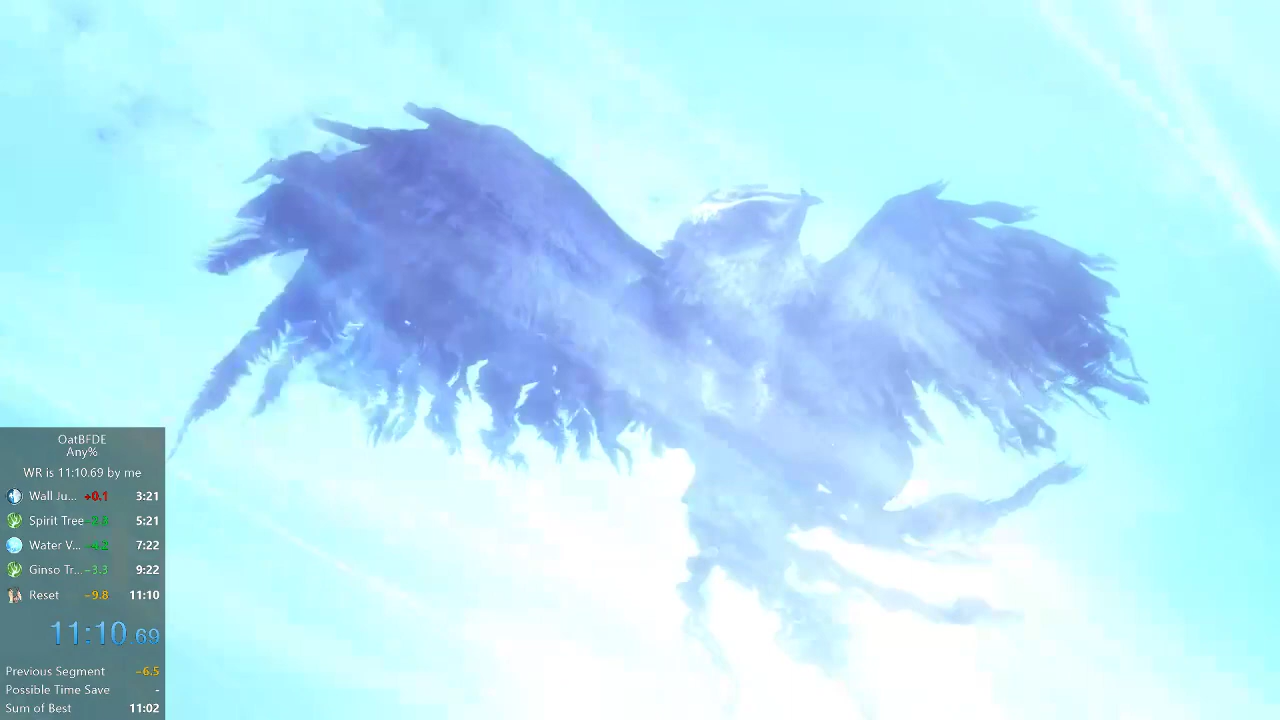 OatBFDE
Any%
WR is 11:10.69 by me
Wall Ju... +0.1 3:21
Spirit Tree 5:21
Water V... -4.2 7:22
Ginso Tr... -3.3 9:22
Reset -9.8 11:10
11:10.69
Previous Segment -6.5
Possible Time Save -
Sum of Best 11:02